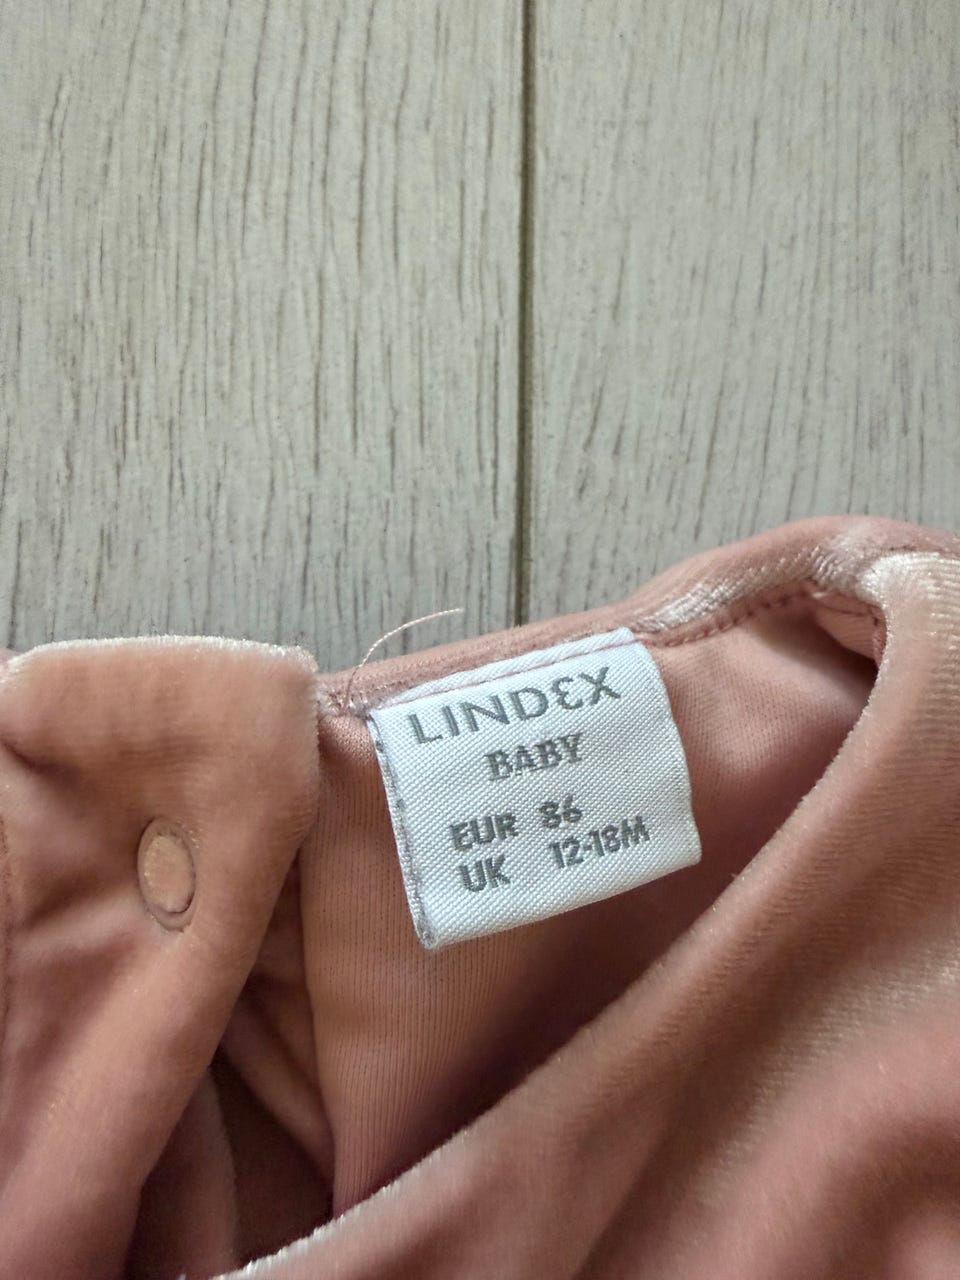 LINDEX
BABY
EUR 86
UK 12-18M